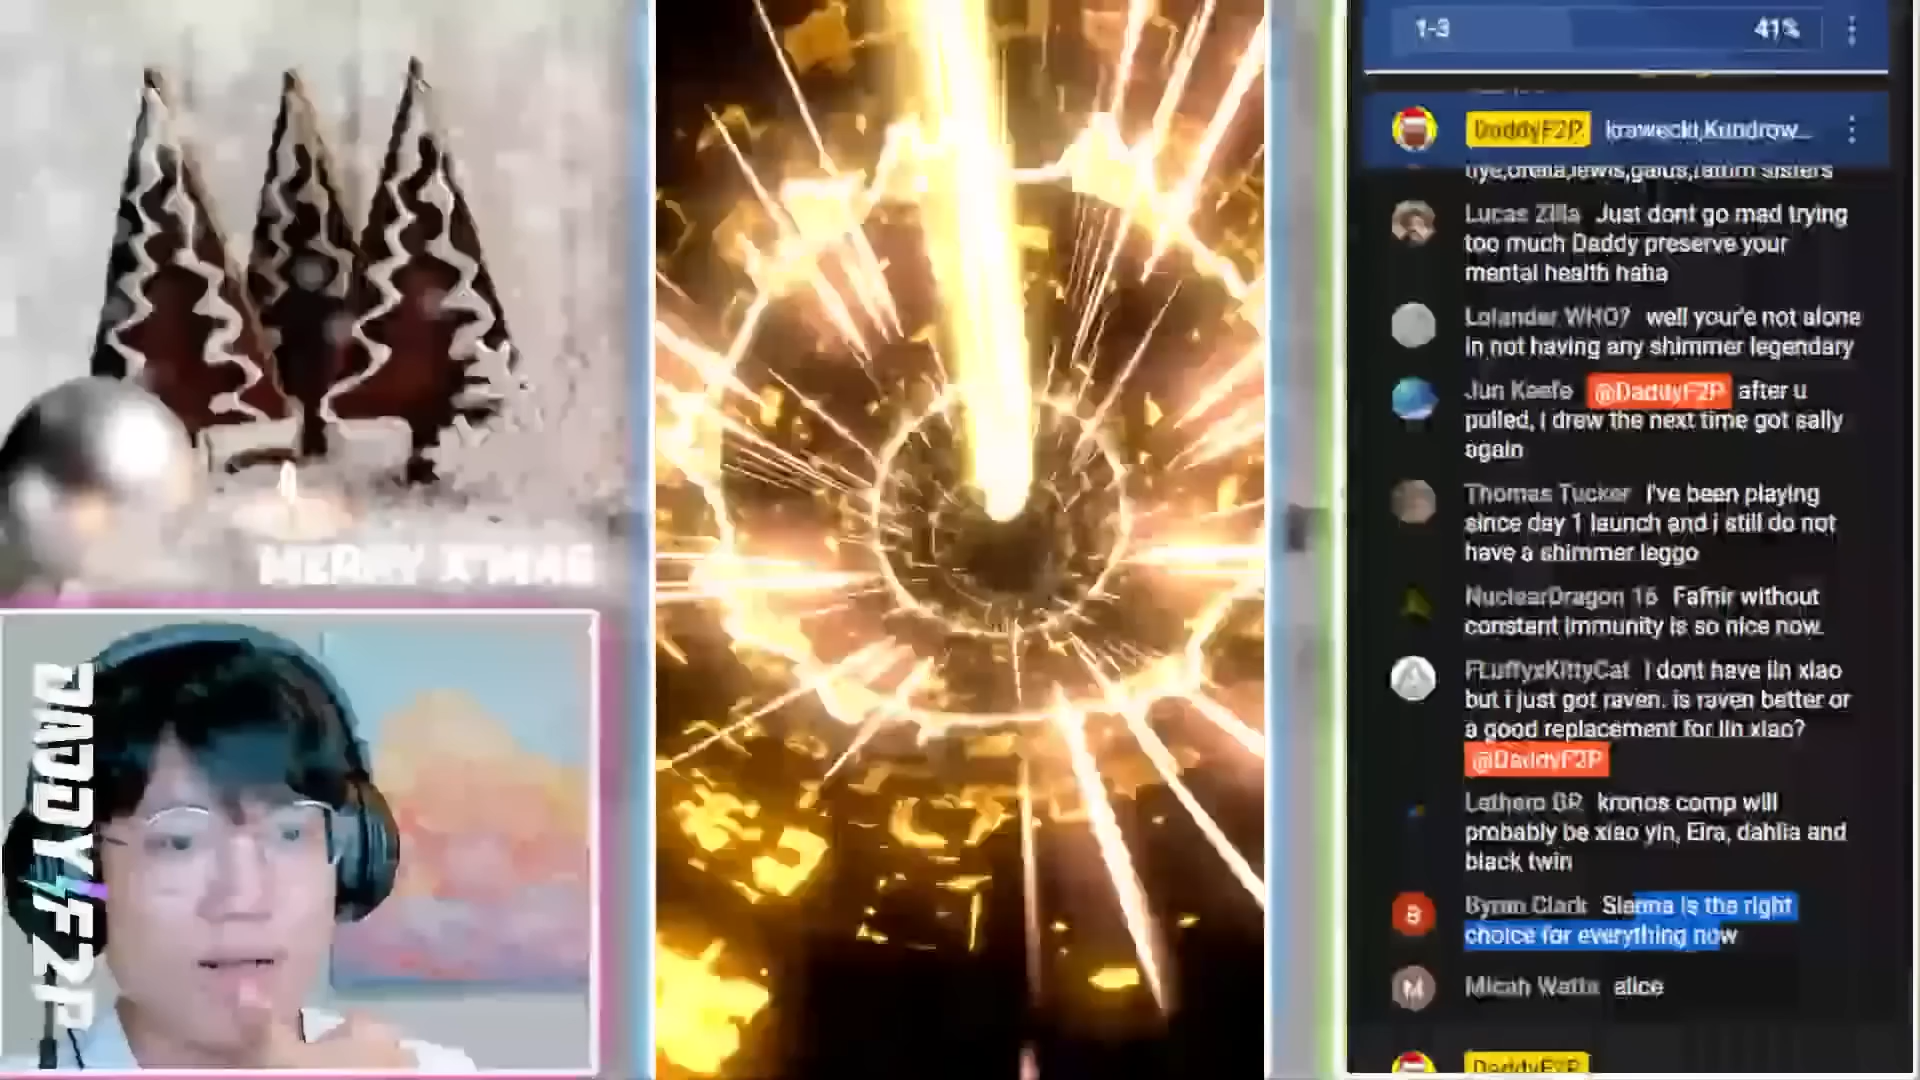 MERRY X'MAS
DADDYF2P
1-3 41%
DaddyF2P krawecki,Kundrow...
Lucas Zilla Just dont go mad trying
too much Daddy preserve your
mental health haha
Lolander WHO? well your'e not alone
in not having any shimmer legendary
Jun Keefe @DaddyF2P after u
pulled, I drew the next time got sally
again
Thomas Tucker I've been playing
since day 1 launch and i still do not
have a shimmer leggo
NuclearDragon 16 Fafnir without
constant immunity is so nice now.
FLuffyxKittyCat I dont have lin xiao
but i just got raven. is raven better or
a good replacement for lin xiao?
@DaddyF2P
Lethero GR kronos comp will
probably be xiao yin, Eira, dahlia and
black twin
Byron Clark Sienna is the right
choice for everything now
Micah Watts alice
DaddyF2P